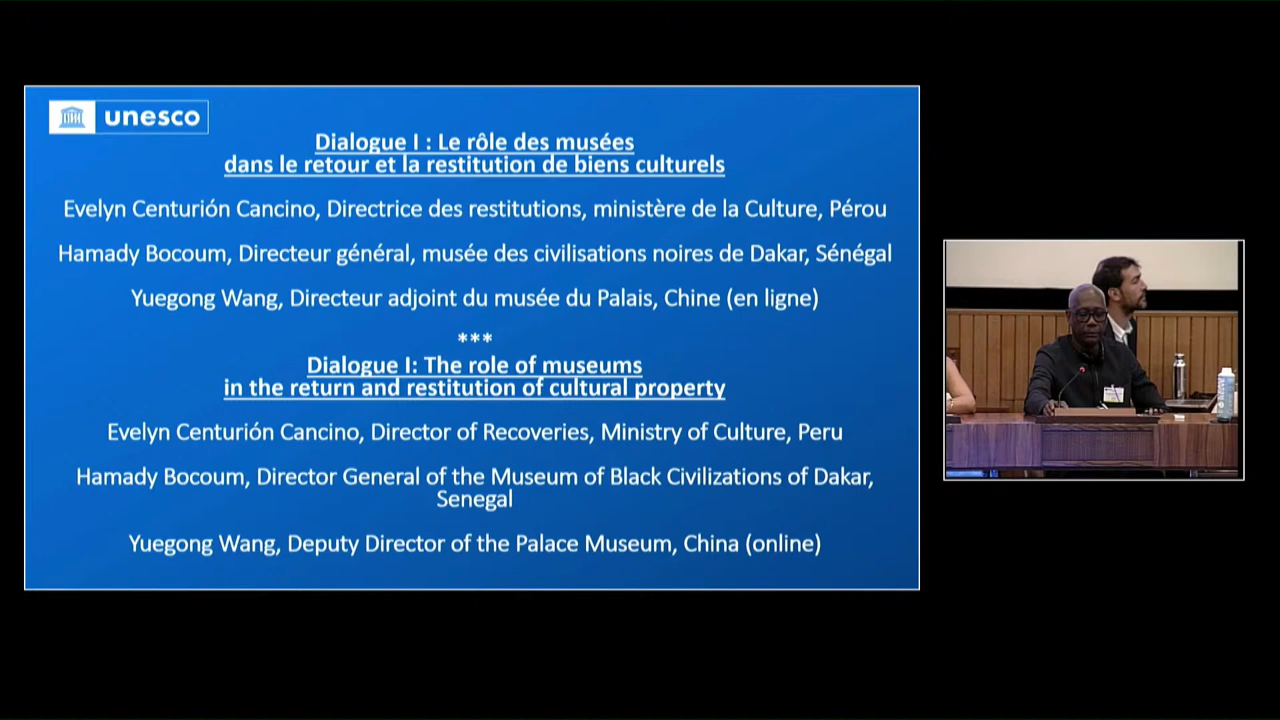 unesco
Dialogue I : Le rôle des musées
dans le retour et la restitution de biens culturels
Evelyn Centurión Cancino, Directrice des restitutions, ministère de la Culture, Pérou
Hamady Bocoum, Directeur général, musée des civilisations noires de Dakar, Sénégal
Yuegong Wang, Directeur adjoint du musée du Palais, Chine (en ligne)
***
Dialogue I: The role of museums
in the return and restitution of cultural property
Evelyn Centurión Cancino, Director of Recoveries, Ministry of Culture, Peru
Hamady Bocoum, Director General of the Museum of Black Civilizations of Dakar,
Senegal
Yuegong Wang, Deputy Director of the Palace Museum, China (online)